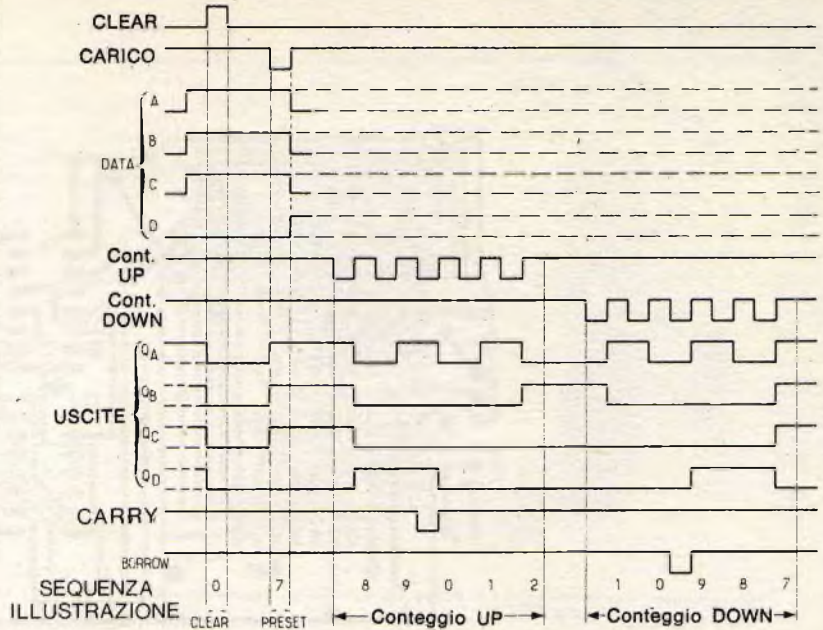 CLEAR
CARICO
DATA
A
B
C
D
Cont.
UP
Cont.
DOWN
USCITE
QA
QB
QC
QD
CARRY
BORROW
SEQUENZA
ILLUSTRAZIONE
0 7 8 9 0 1 2 1 0 9 8 7
CLEAR PRESET Conteggio UP Conteggio DOWN